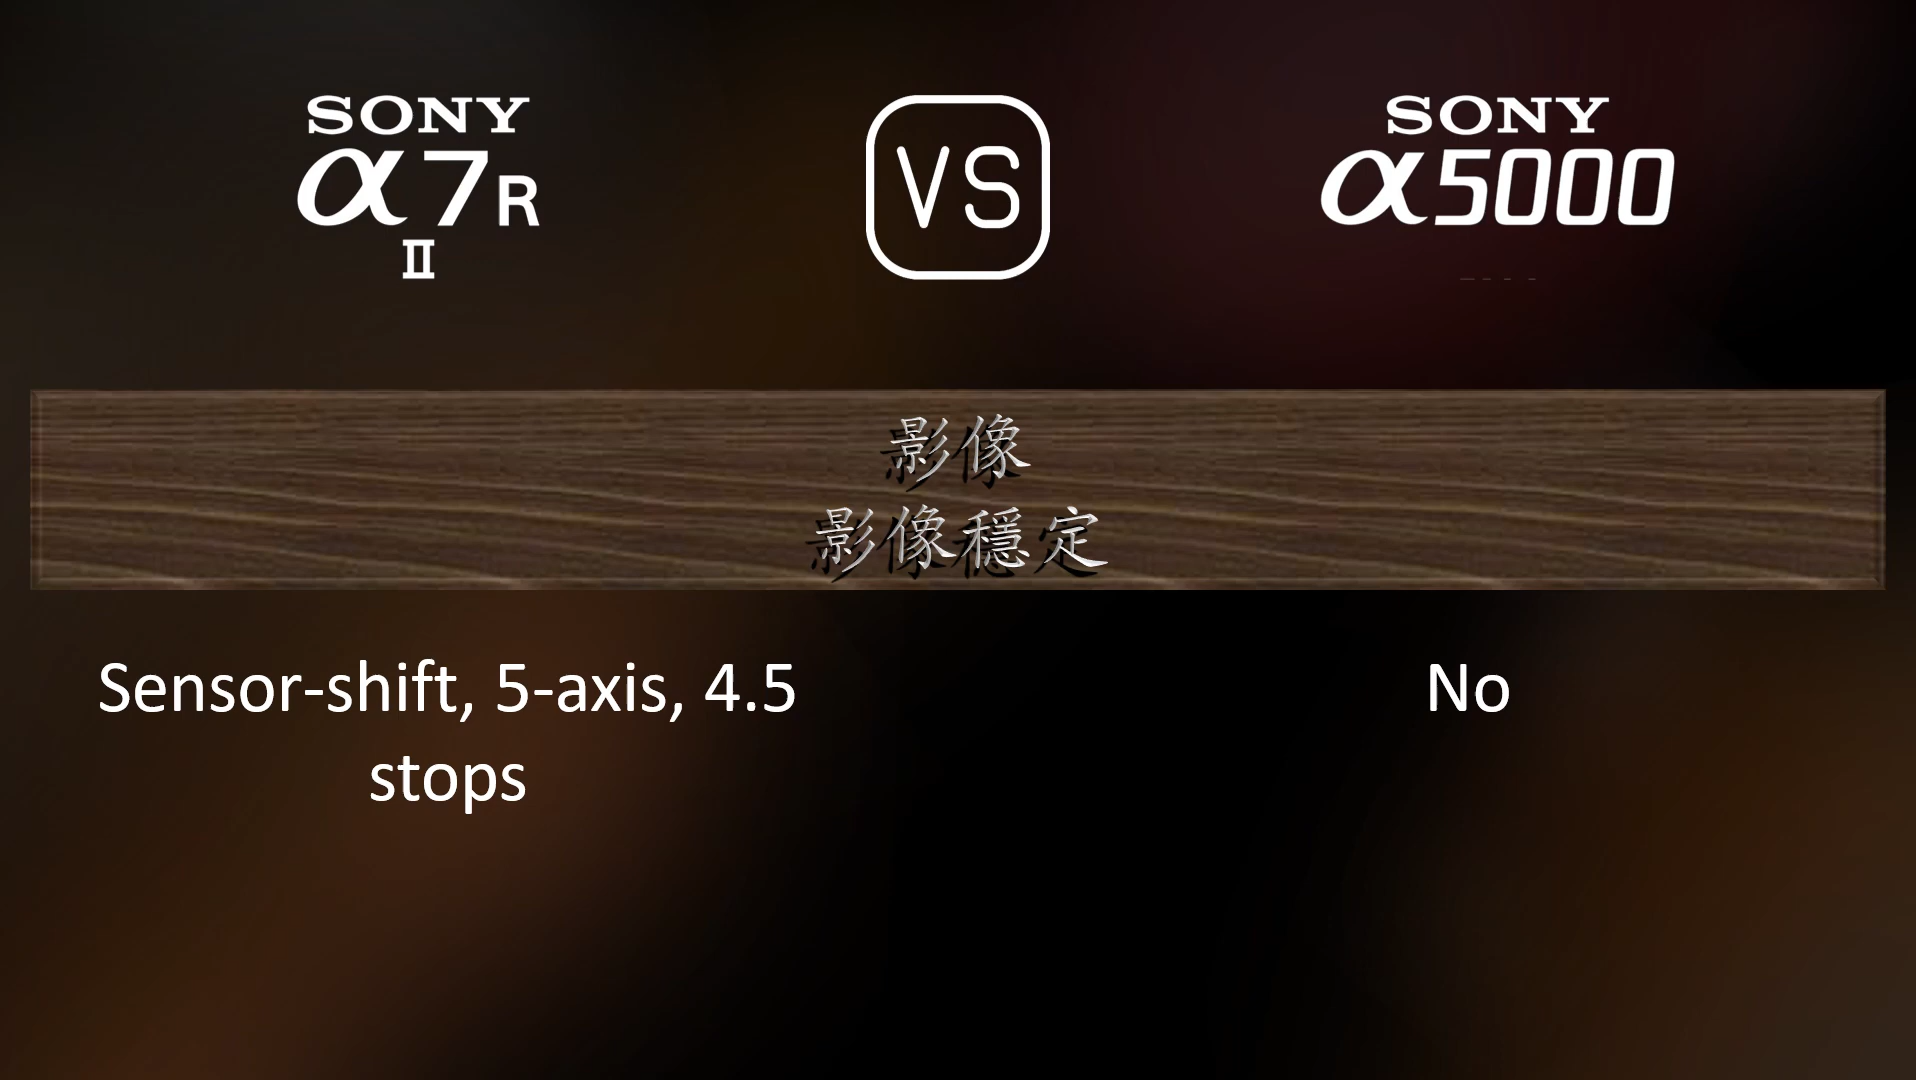 SONY
α7R
II
VS
SONY
α5000
影像
影像穩定
Sensor-shift, 5-axis, 4.5
stops
No